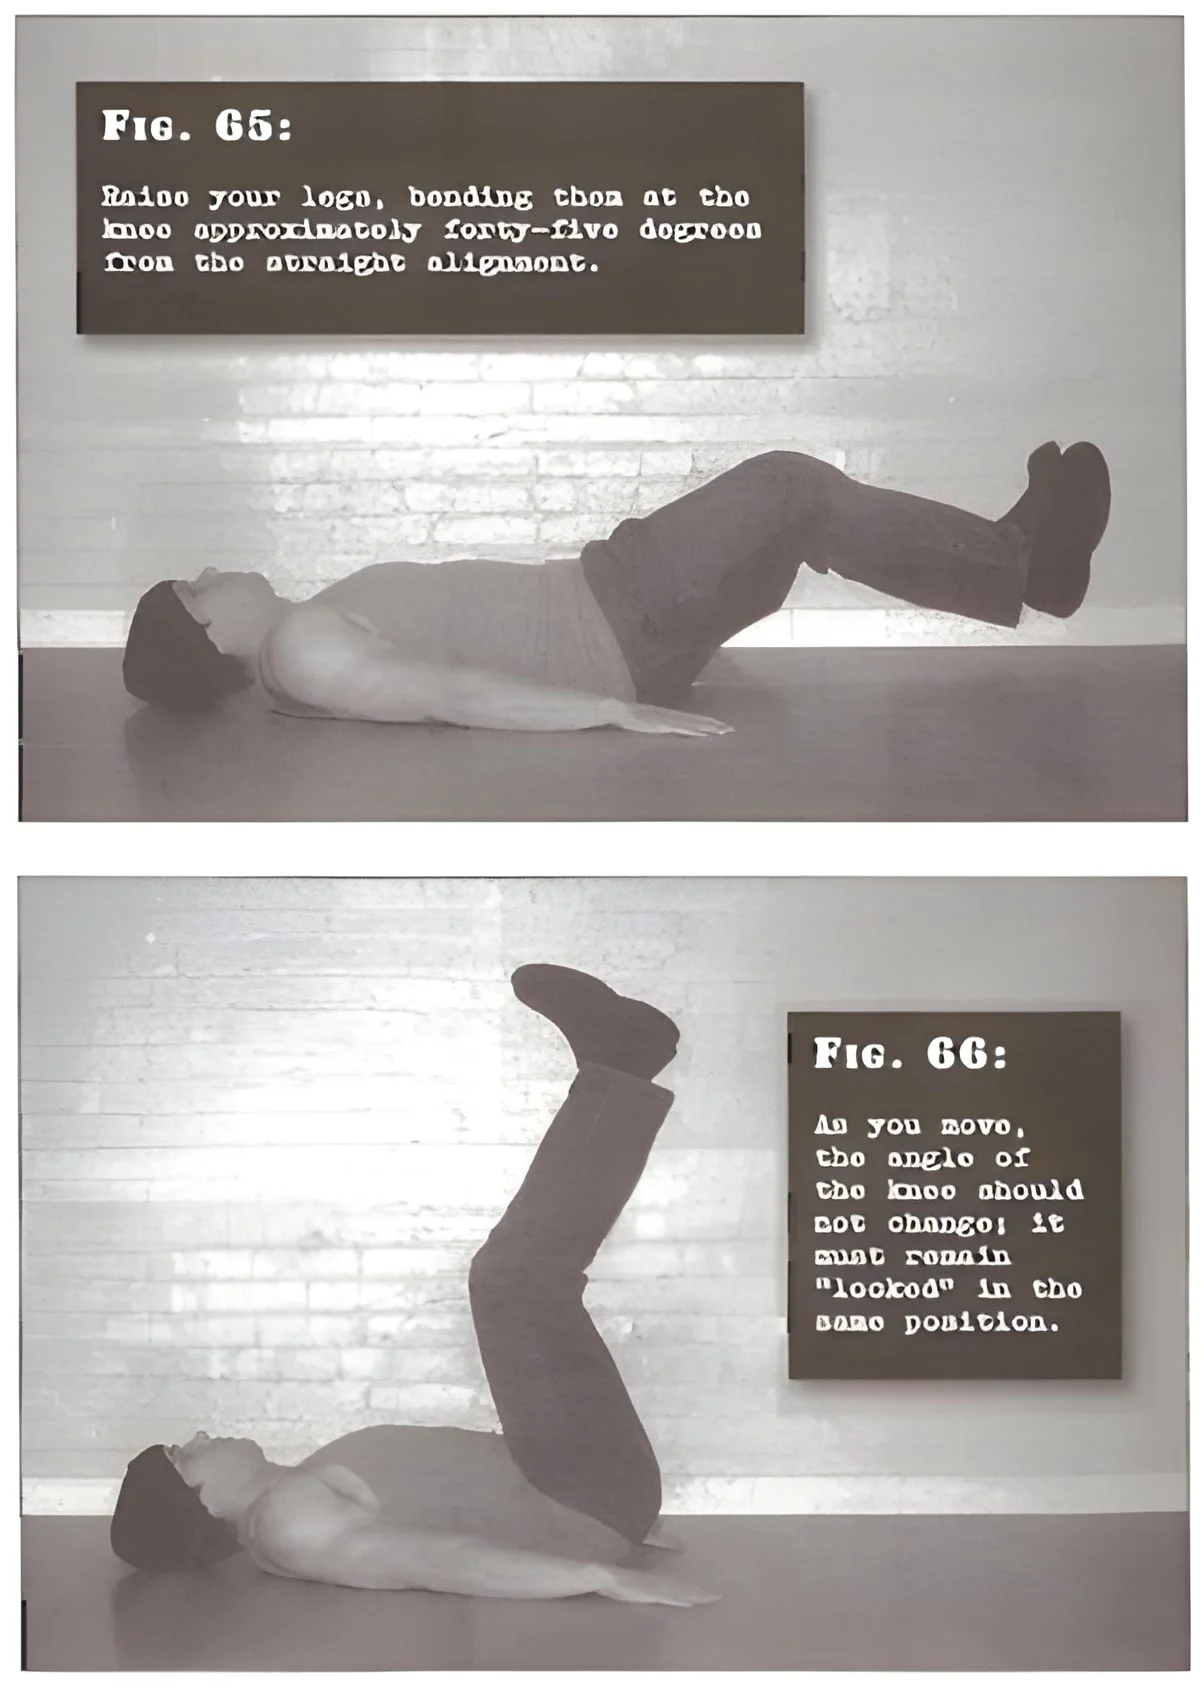 Fig. 65:
Raise your legs, bending them at the
knee approximately forty-five degrees
from the straight alignment.
Fig. 66:
As you move,
the angle of
the knee should
not change; it
must remain
"locked" in the
same position.